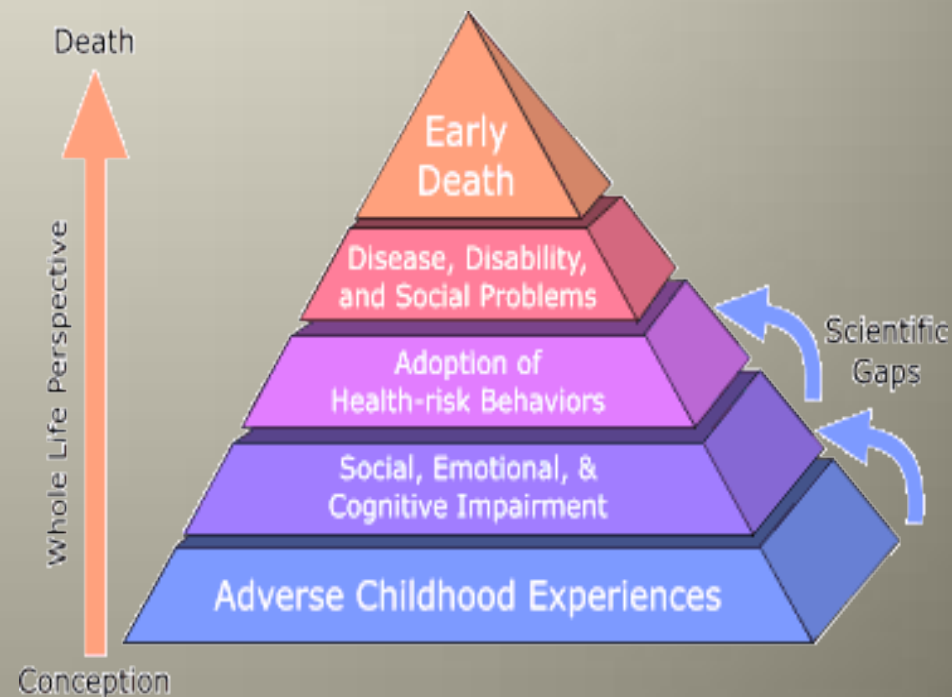 Death
Whole Life Perspective
Conception
Early
Death
Disease, Disability,
and Social Problems
Adoption of
Health-risk Behaviors
Social, Emotional, &
Cognitive Impairment
Adverse Childhood Experiences
Scientific
Gaps